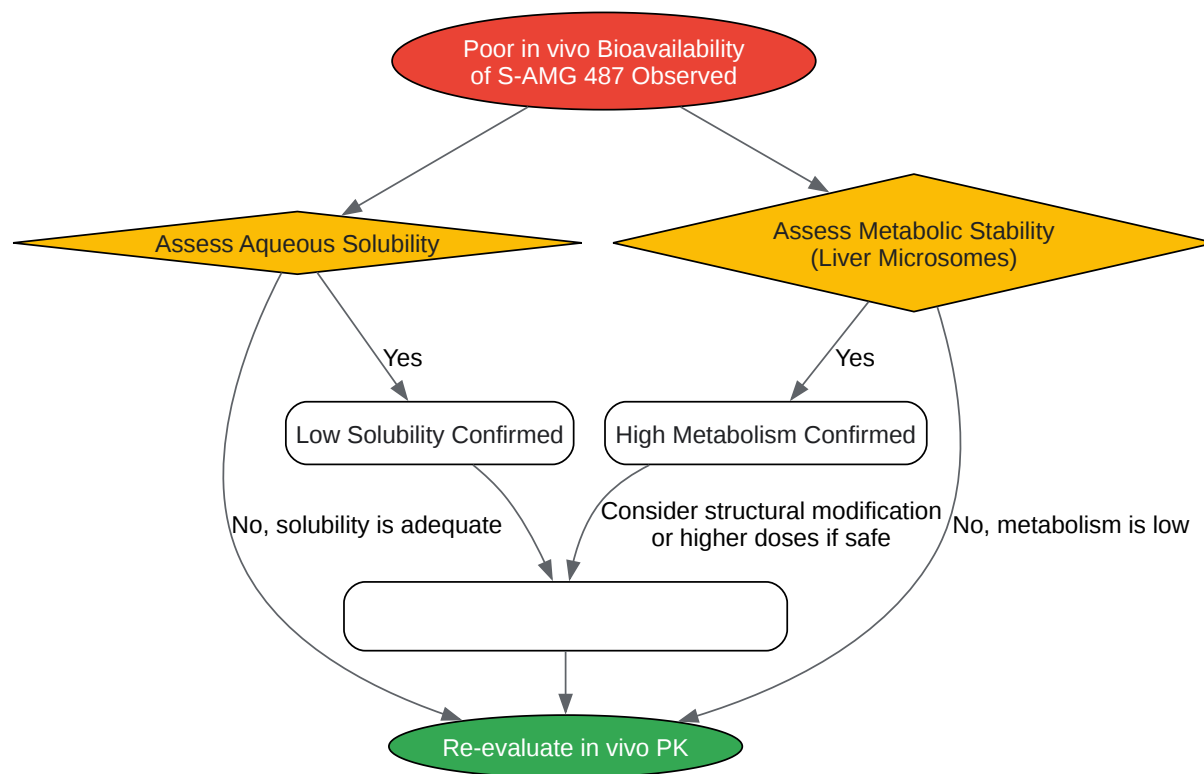 Poor in vivo Bioavailability
of S-AMG 487 Observed
Assess Aqueous Solubility
Assess Metabolic Stability
(Liver Microsomes)
Yes
Yes
Low Solubility Confirmed
High Metabolism Confirmed
No, solubility is adequate
Consider structural modification
or higher doses if safe
No, metabolism is low
Re-evaluate in vivo PK